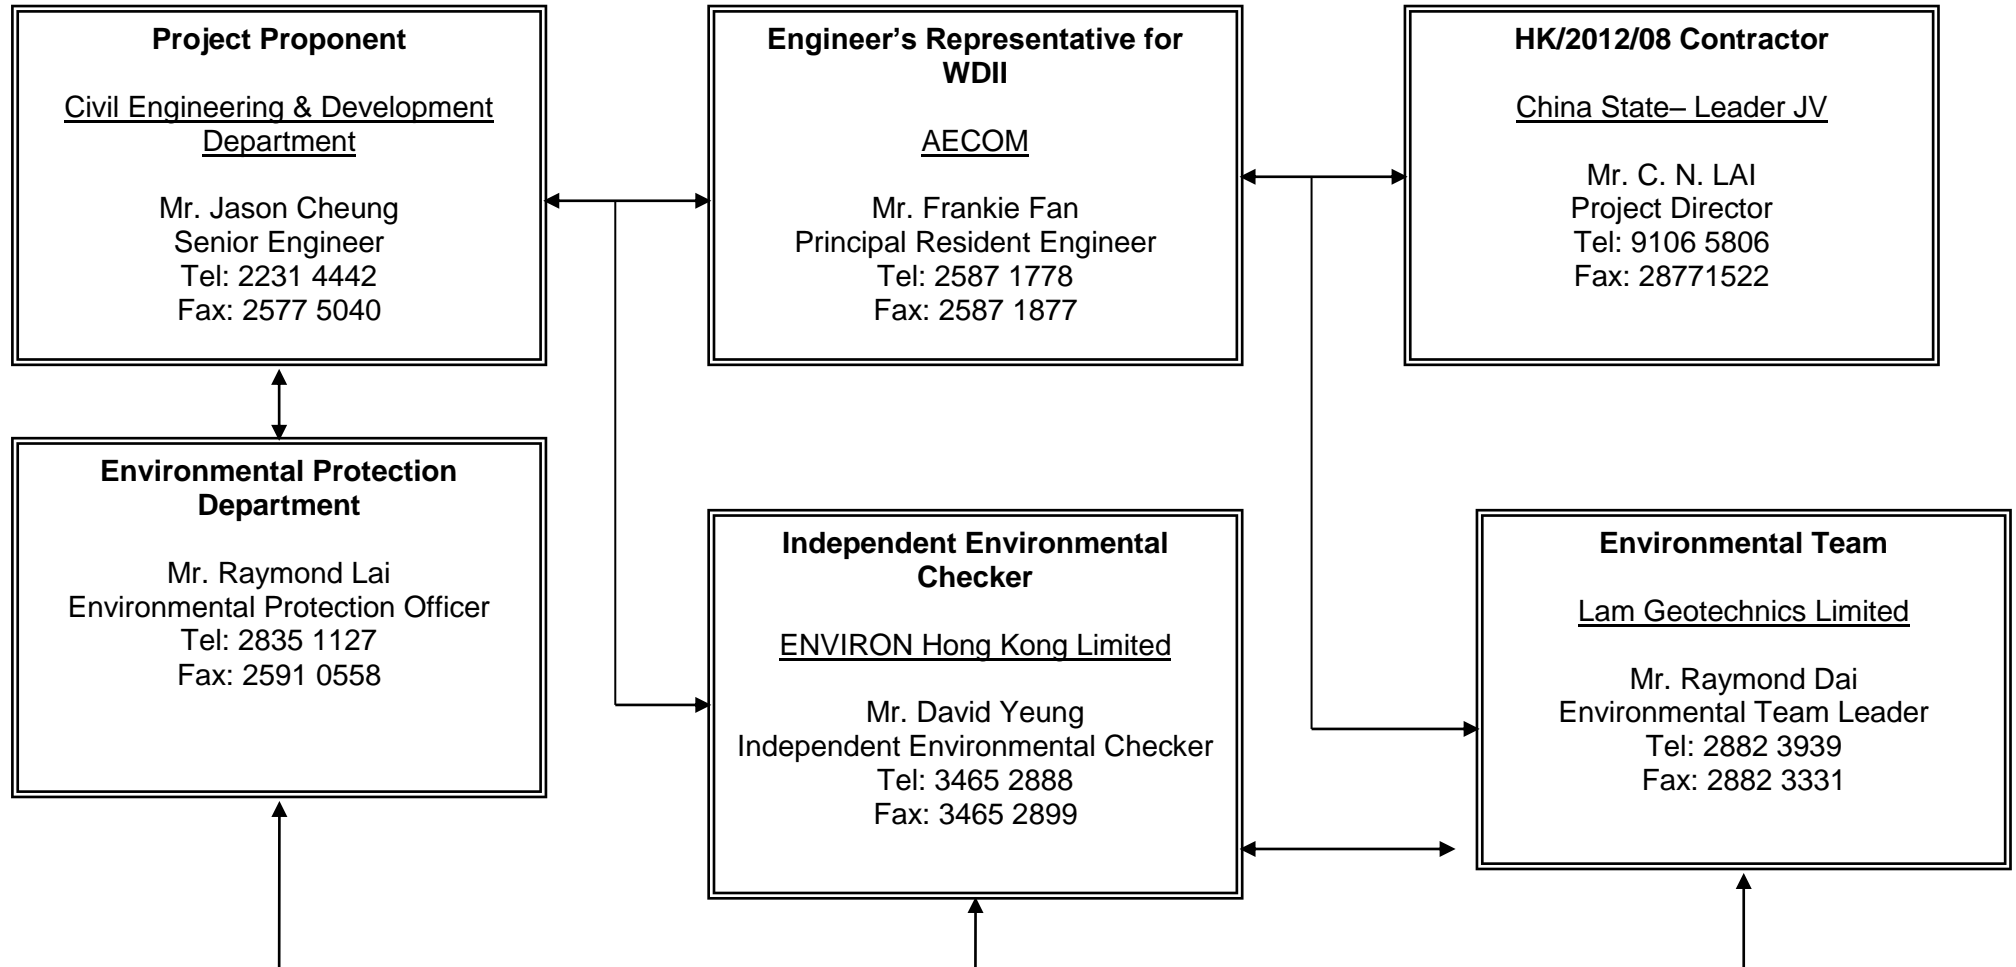 Project Proponent
Civil Engineering & Development
Department
Mr. Jason Cheung
Senior Engineer
Tel: 2231 4442
Fax: 2577 5040
Engineer’s Representative for
WDII
AECOM
Mr. Frankie Fan
Principal Resident Engineer
Tel: 2587 1778
Fax: 2587 1877
HK/2012/08 Contractor
China State– Leader JV
Mr. C. N. LAI
Project Director
Tel: 9106 5806
Fax: 28771522
Environmental Protection
Department
Mr. Raymond Lai
Environmental Protection Officer
Tel: 2835 1127
Fax: 2591 0558
Independent Environmental
Checker
ENVIRON Hong Kong Limited
Mr. David Yeung
Independent Environmental Checker
Tel: 3465 2888
Fax: 3465 2899
Environmental Team
Lam Geotechnics Limited
Mr. Raymond Dai
Environmental Team Leader
Tel: 2882 3939
Fax: 2882 3331